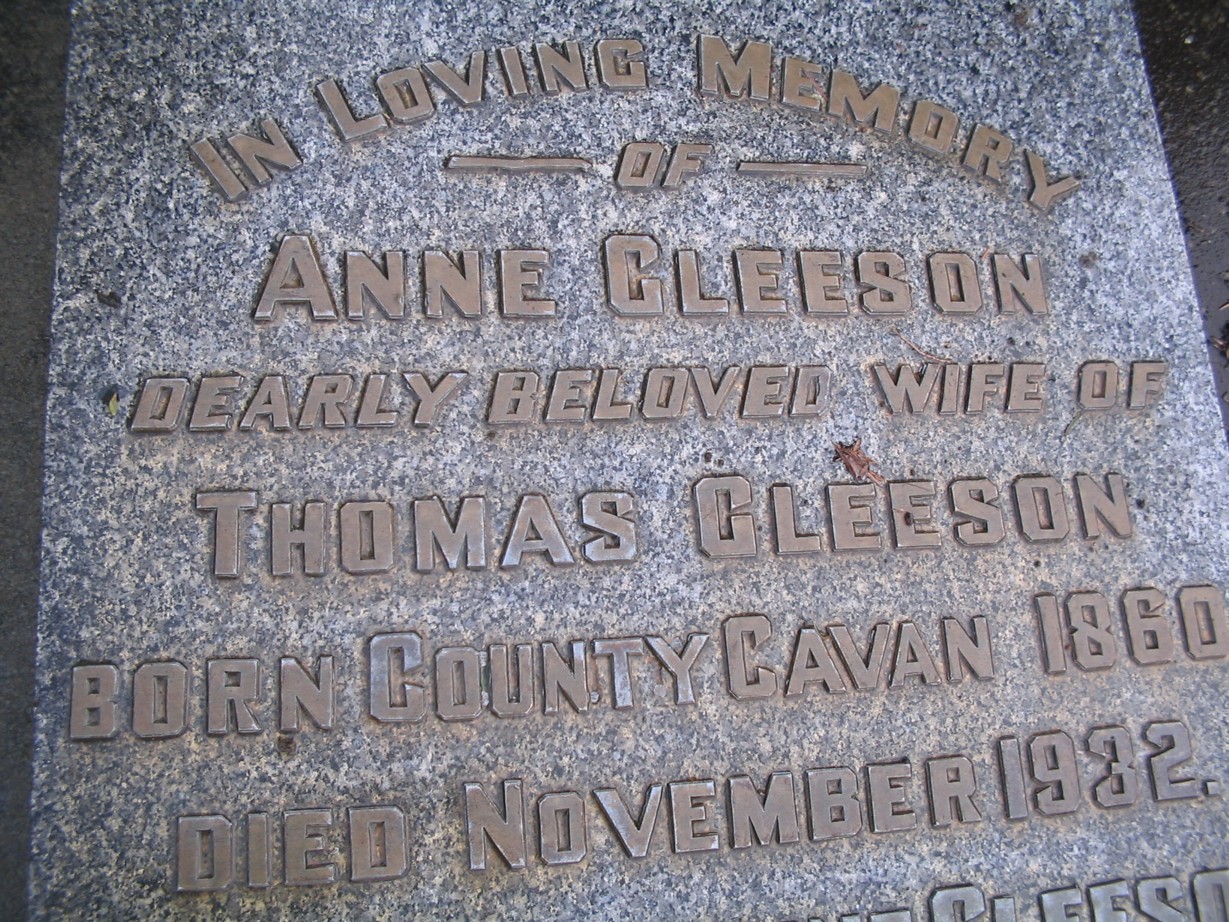 IN LOVING MEMORY
OF
ANNE GLEESON
DEARLY BELOVED WIFE OF
THOMAS GLEESON
BORN COUNTY CAVAN 1860
DIED NOVEMBER 1932.
GLEESO